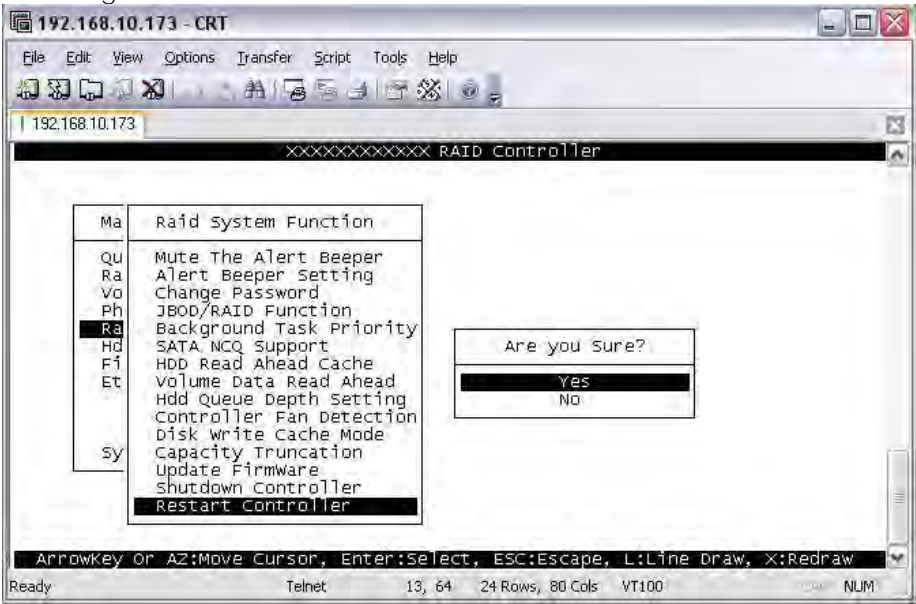 192.168.10.173 - CRT
File Edit View Options Transfer Script Tools Help
192.168.10.173
XXXXXXXXXXXX RAID Controller
Ma
Raid System Function
Qu
Mute The Alert Beeper
Ra
Alert Beeper Setting
Vo
Change Password
Ph
JBOD/RAID Function
Ra
Background Task Priority
Hd
SATA NCQ Support
Fi
HDD Read Ahead Cache
Et
Volume Data Read Ahead
Hdd Queue Depth Setting
Controller Fan Detection
Disk Write Cache Mode
Sy
Capacity Truncation
Update Firmware
Shutdown Controller
Restart Controller
Are you Sure?
Yes
No
ArrowKey Or AZ:Move Cursor, Enter:Select, ESC:Escape, L:Line Draw, X:Redraw
Ready Telnet 13, 64 24 Rows, 80 Cols VT100 NUM